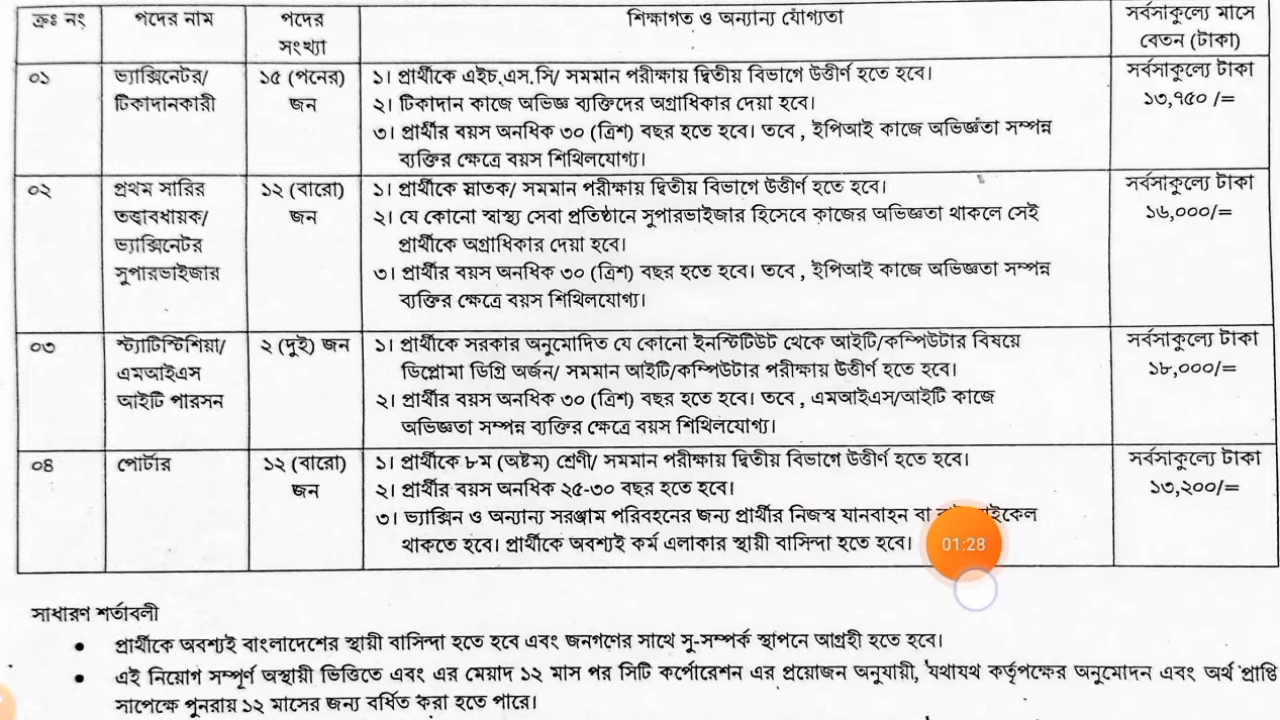 ক্রঃ নং পদের নাম পদের সংখ্যা শিক্ষাগত ও অন্যান্য যোগ্যতা সর্বসাকুল্যে মাসে বেতন (টাকা)
০১ ভ্যাক্সিনেটর/ ১৫ (পনের) ১। প্রার্থীকে এইচ.এস.সি/ সমমান পরীক্ষায় দ্বিতীয় বিভাগে উত্তীর্ণ হতে হবে। সর্বসাকুল্যে টাকা
টিকাদানকারী জন ২। টিকাদান কাজে অভিজ্ঞ ব্যক্তিদের অগ্রাধিকার দেয়া হবে। ১৩,৭৫০ /=
৩। প্রার্থীর বয়স অনধিক ৩০ (ত্রিশ) বছর হতে হবে। তবে , ইপিআই কাজে অভিজ্ঞতা সম্পন্ন
ব্যক্তির ক্ষেত্রে বয়স শিথিলযোগ্য।
০২ প্রথম সারির ১২ (বারো) ১। প্রার্থীকে স্নাতক/ সমমান পরীক্ষায় দ্বিতীয় বিভাগে উত্তীর্ণ হতে হবে। সর্বসাকুল্যে টাকা
তত্ত্বাবধায়ক/ জন ২। যে কোনো স্বাস্থ্য সেবা প্রতিষ্ঠানে সুপারভাইজার হিসেবে কাজের অভিজ্ঞতা থাকলে সেই ১৬,০০০/=
ভ্যাক্সিনেটর প্রার্থীকে অগ্রাধিকার দেয়া হবে।
সুপারভাইজার ৩। প্রার্থীর বয়স অনধিক ৩০ (ত্রিশ) বছর হতে হবে। তবে , ইপিআই কাজে অভিজ্ঞতা সম্পন্ন
ব্যক্তির ক্ষেত্রে বয়স শিথিলযোগ্য।
০৩ স্ট্যাটিস্টিশিয়া/ ২ (দুই) জন ১। প্রার্থীকে সরকার অনুমোদিত যে কোনো ইনস্টিটিউট থেকে আইটি/কম্পিউটার বিষয়ে সর্বসাকুল্যে টাকা
এমআইএস ডিপ্লোমা ডিগ্রি অর্জন/ সমমান আইটি/কম্পিউটার পরীক্ষায় উত্তীর্ণ হতে হবে। ১৮,০০০/=
আইটি পারসন ২। প্রার্থীর বয়স অনধিক ৩০ (ত্রিশ) বছর হতে হবে। তবে , এমআইএস/আইটি কাজে
অভিজ্ঞতা সম্পন্ন ব্যক্তির ক্ষেত্রে বয়স শিথিলযোগ্য।
০৪ পোর্টার ১২ (বারো) ১। প্রার্থীকে ৮ম (অষ্টম) শ্রেণী/ সমমান পরীক্ষায় দ্বিতীয় বিভাগে উত্তীর্ণ হতে হবে। সর্বসাকুল্যে টাকা
জন ২। প্রার্থীর বয়স অনধিক ২৫-৩০ বছর হতে হবে। ১৩,২০০/=
৩। ভ্যাক্সিন ও অন্যান্য সরঞ্জাম পরিবহনের জন্য প্রার্থীর নিজস্ব যানবাহন বা
থাকতে হবে। প্রার্থীকে অবশ্যই কর্ম এলাকার স্থায়ী বাসিন্দা হতে হবে।
01:28
সাধারণ শর্তাবলী
• প্রার্থীকে অবশ্যই বাংলাদেশের স্থায়ী বাসিন্দা হতে হবে এবং জনগণের সাথে সু-সম্পর্ক স্থাপনে আগ্রহী হতে হবে।
• এই নিয়োগ সম্পূর্ণ অস্থায়ী ভিত্তিতে এবং এর মেয়াদ ১২ মাস পর সিটি কর্পোরেশন এর প্রয়োজন অনুযায়ী, যথাযথ কর্তৃপক্ষের অনুমোদন এবং অর্থ প্রাপ্তি
সাপেক্ষে পুনরায় ১২ মাসের জন্য বর্ধিত করা হতে পারে।